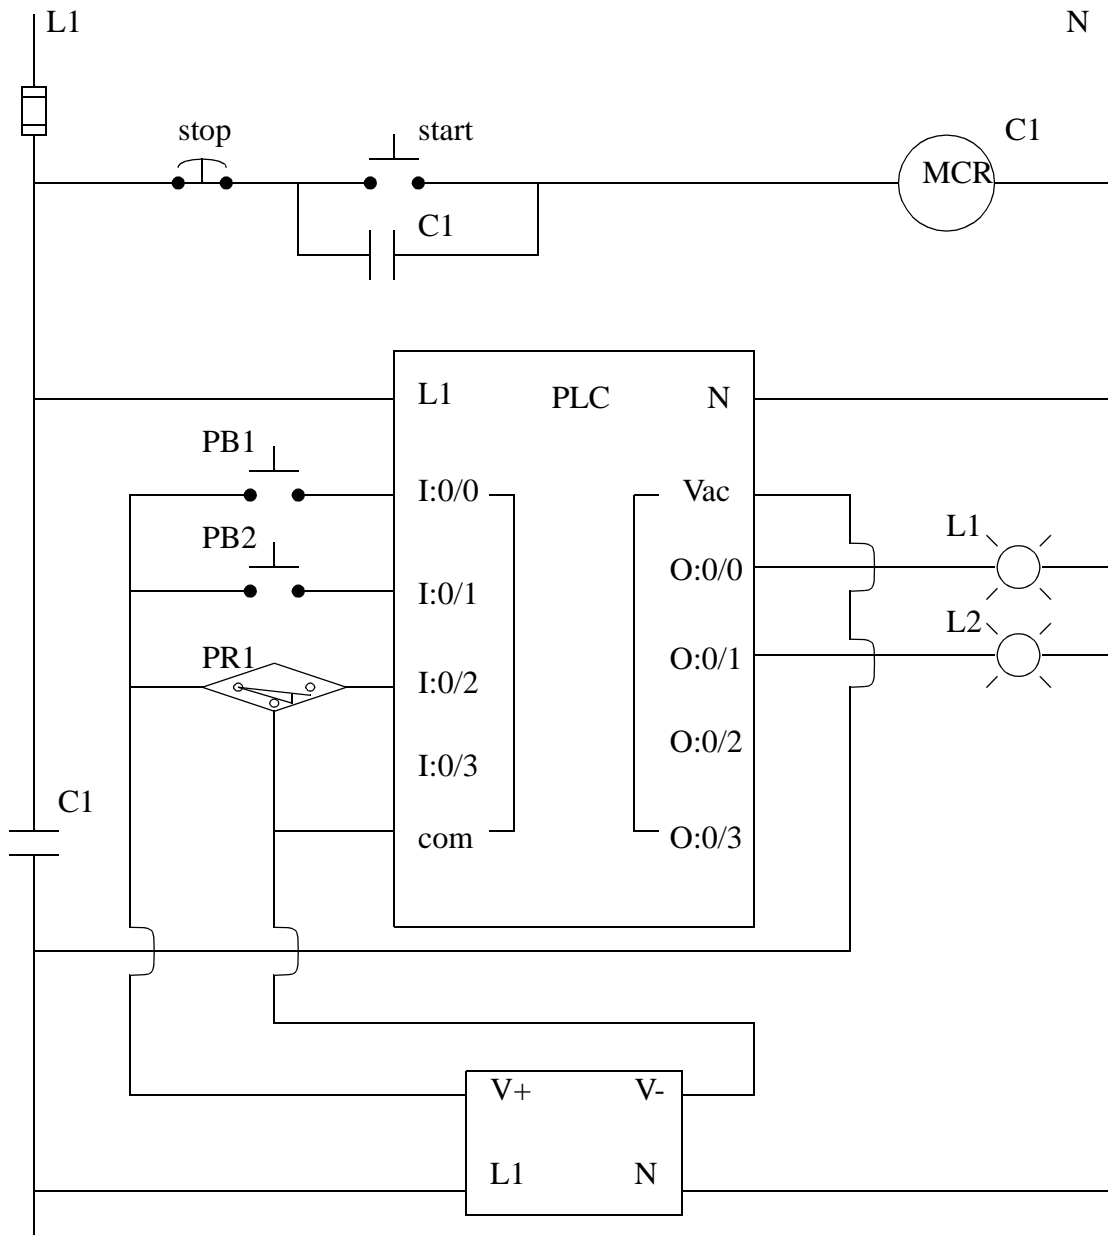 L1 N
stop start C1
MCR
C1
L1 PLC N
PB1
I:0/0 Vac
PB2 L1
I:0/1 O:0/0
L2
PR1 O:0/1
I:0/2
O:0/2
I:0/3
C1
com O:0/3
V+ V-
L1 N